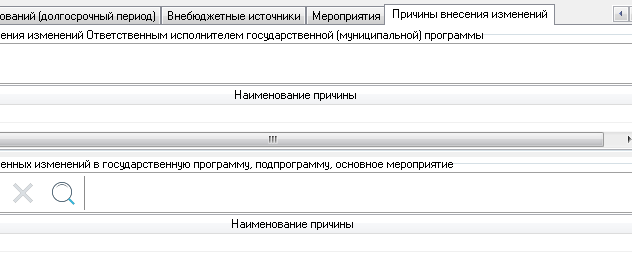 ований (долгосрочный период) Внебюджетные источники Мероприятия Причины внесения изменений
ения изменений Ответственным исполнителем государственной (муниципальной) программы
Наименование причины
енных изменений в государственную программу, подпрограмму, основное мероприятие
Наименование причины